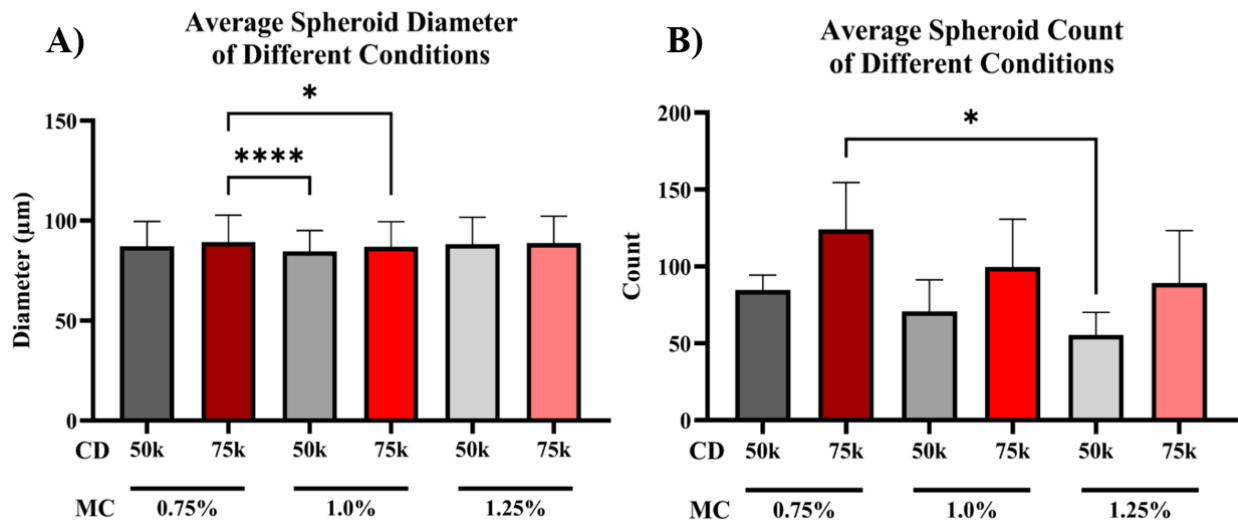 A)
Average Spheroid Diameter
of Different Conditions
*
****
150
100
50
0
Diameter (µm)
CD 50k 75k 50k 75k 50k 75k
MC 0.75% 1.0% 1.25%
B)
Average Spheroid Count
of Different Conditions
*
200
150
100
50
0
Count
CD 50k 75k 50k 75k 50k 75k
MC 0.75% 1.0% 1.25%